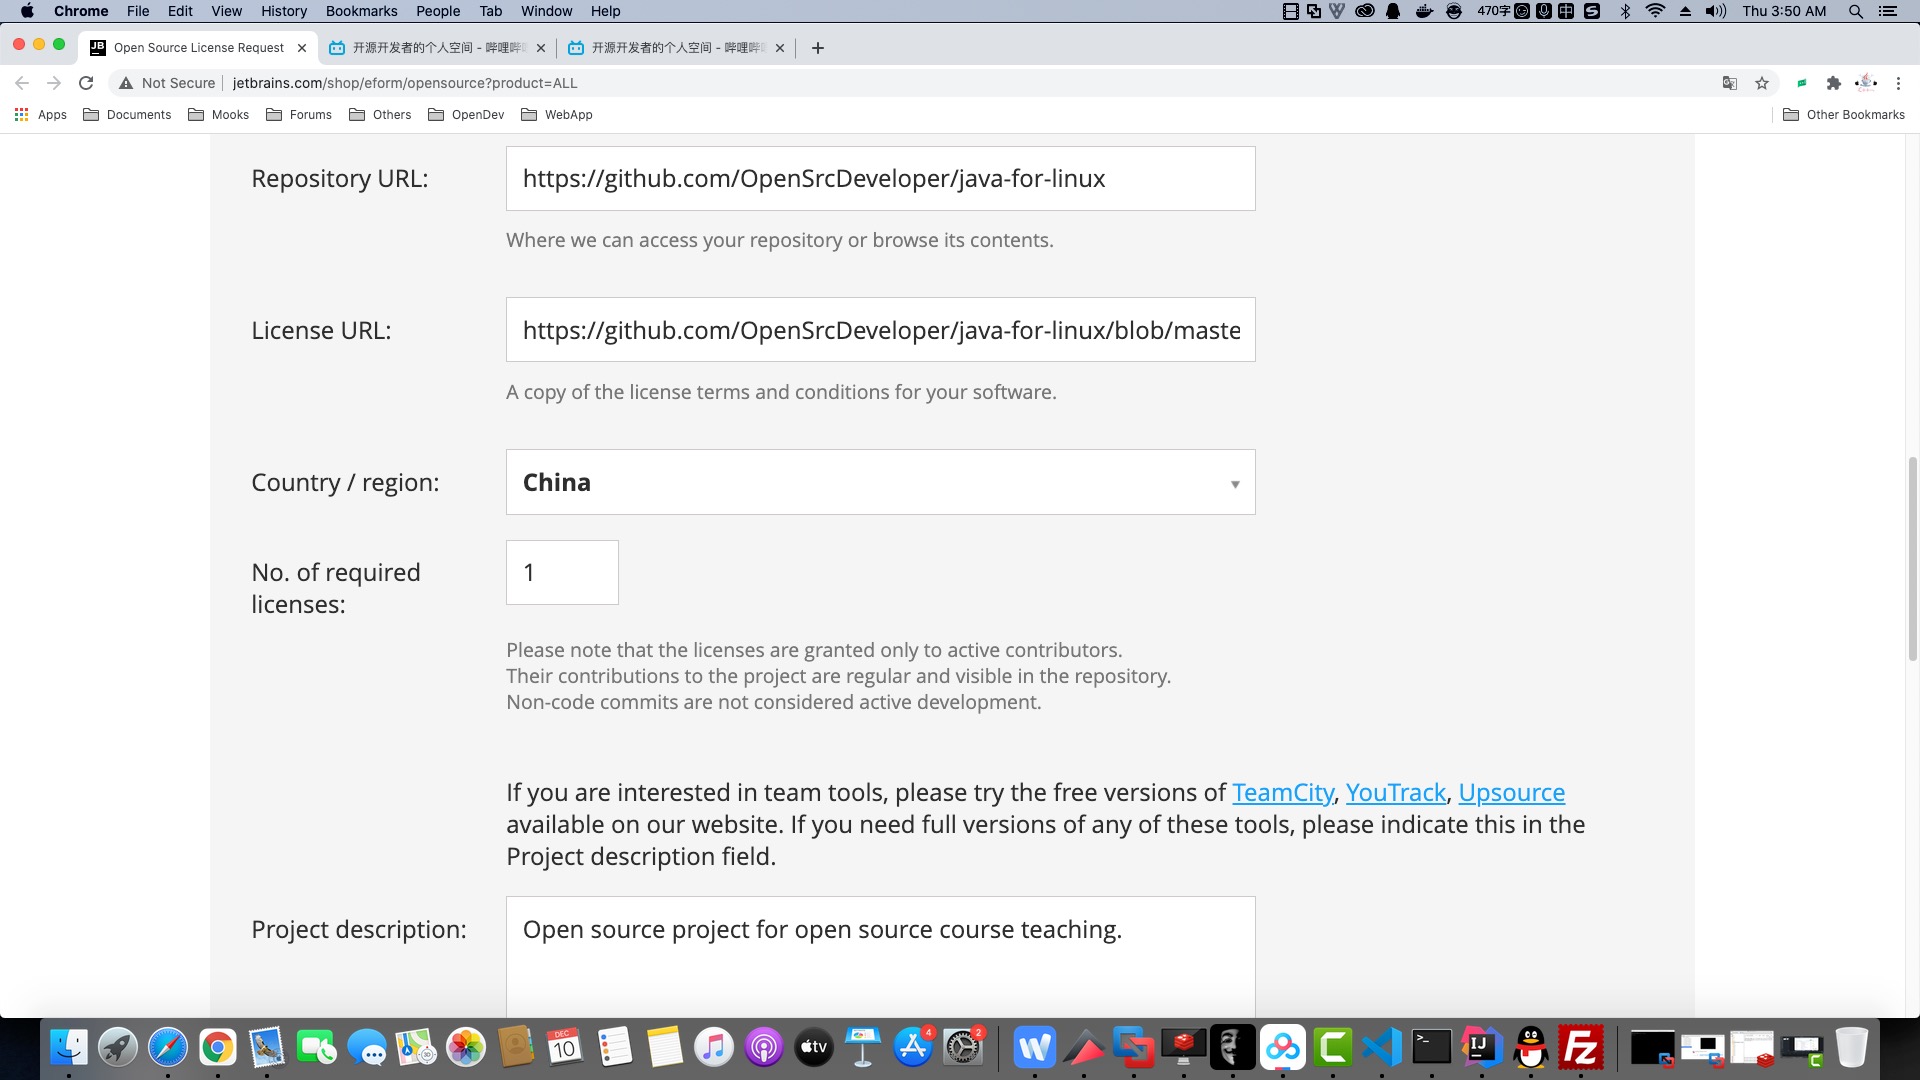 Chrome File Edit View History Bookmarks People Tab Window Help 470字 中 S Thu 3:50 AM
JB Open Source License Request 开源开发者的个人空间 - 哔哩哔 开源开发者的个人空间 - 哔哩哔
Not Secure jetbrains.com/shop/eform/opensource?product=ALL
Apps Documents Mooks Forums Others OpenDev WebApp Other Bookmarks
Repository URL: https://github.com/OpenSrcDeveloper/java-for-linux
Where we can access your repository or browse its contents.
License URL: https://github.com/OpenSrcDeveloper/java-for-linux/blob/maste
A copy of the license terms and conditions for your software.
Country / region: China
No. of required 1
licenses:
Please note that the licenses are granted only to active contributors.
Their contributions to the project are regular and visible in the repository.
Non-code commits are not considered active development.
If you are interested in team tools, please try the free versions of TeamCity, YouTrack, Upsource
available on our website. If you need full versions of any of these tools, please indicate this in the
Project description field.
Project description: Open source project for open source course teaching.
DEC 10 tv 4 2 W C >_ IJ FZ